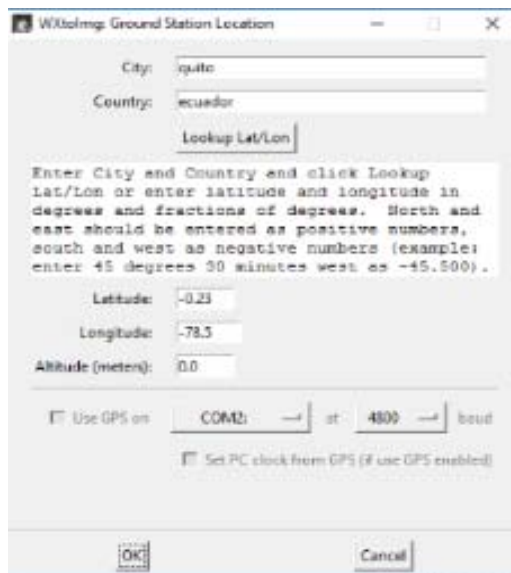 WXtoImg: Ground Station Location
City: quito
Country: ecuador
Lookup Lat/Lon
Enter City and Country and click Lookup
Lat/Lon or enter latitude and longitude in
degrees and fractions of degrees. North and
east should be entered as positive numbers,
south and west as negative numbers (example:
enter 45 degrees 30 minutes west as -45.500).
Latitude: -0.23
Longitude: -78.5
Altitude (meters): 0.0
Use GPS on COM2: at 4800 baud
Set PC clock from GPS (if use GPS enabled)
OK Cancel